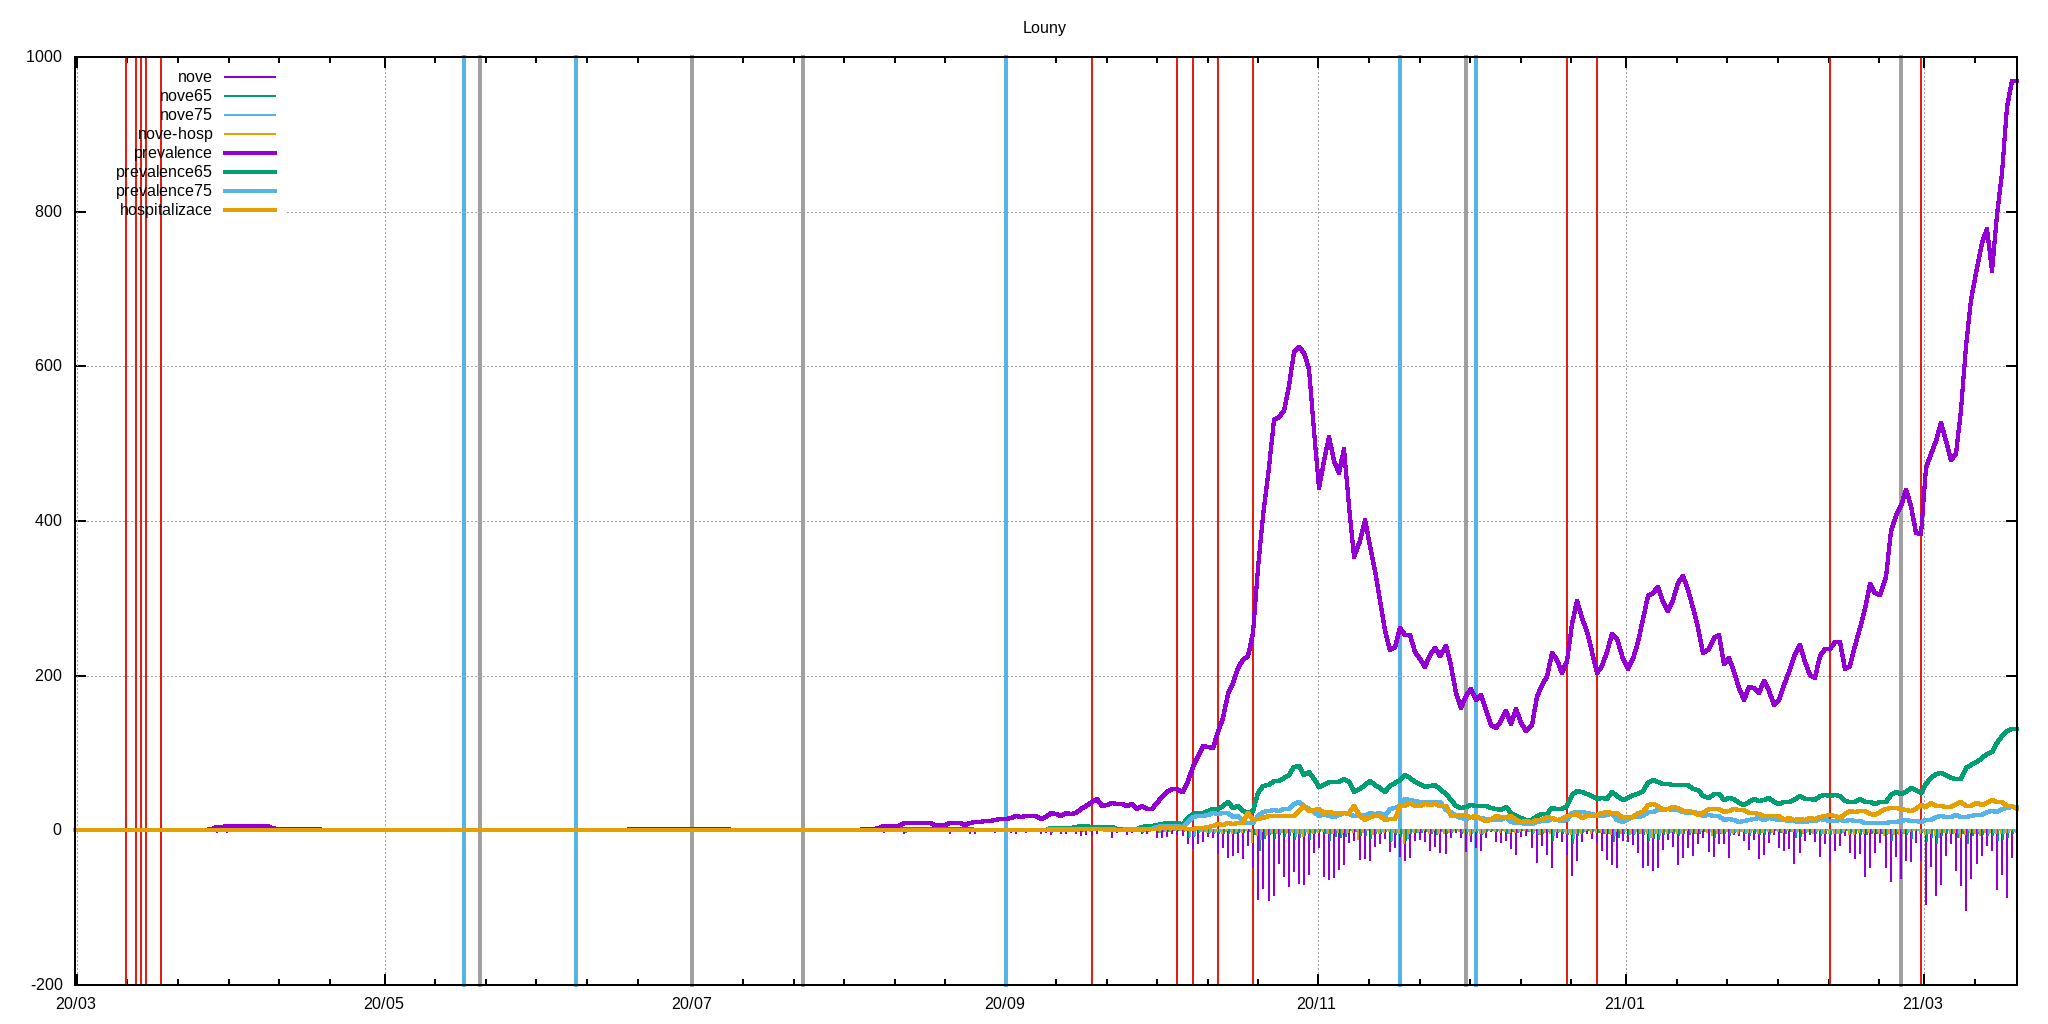 Louny
1000
800
600
400
200
0
-200
nove
nove65
nove75
nove-hosp
prevalence
prevalence65
prevalence75
hospitalizace
20/03 20/05 20/07 20/09 20/11 21/01 21/03